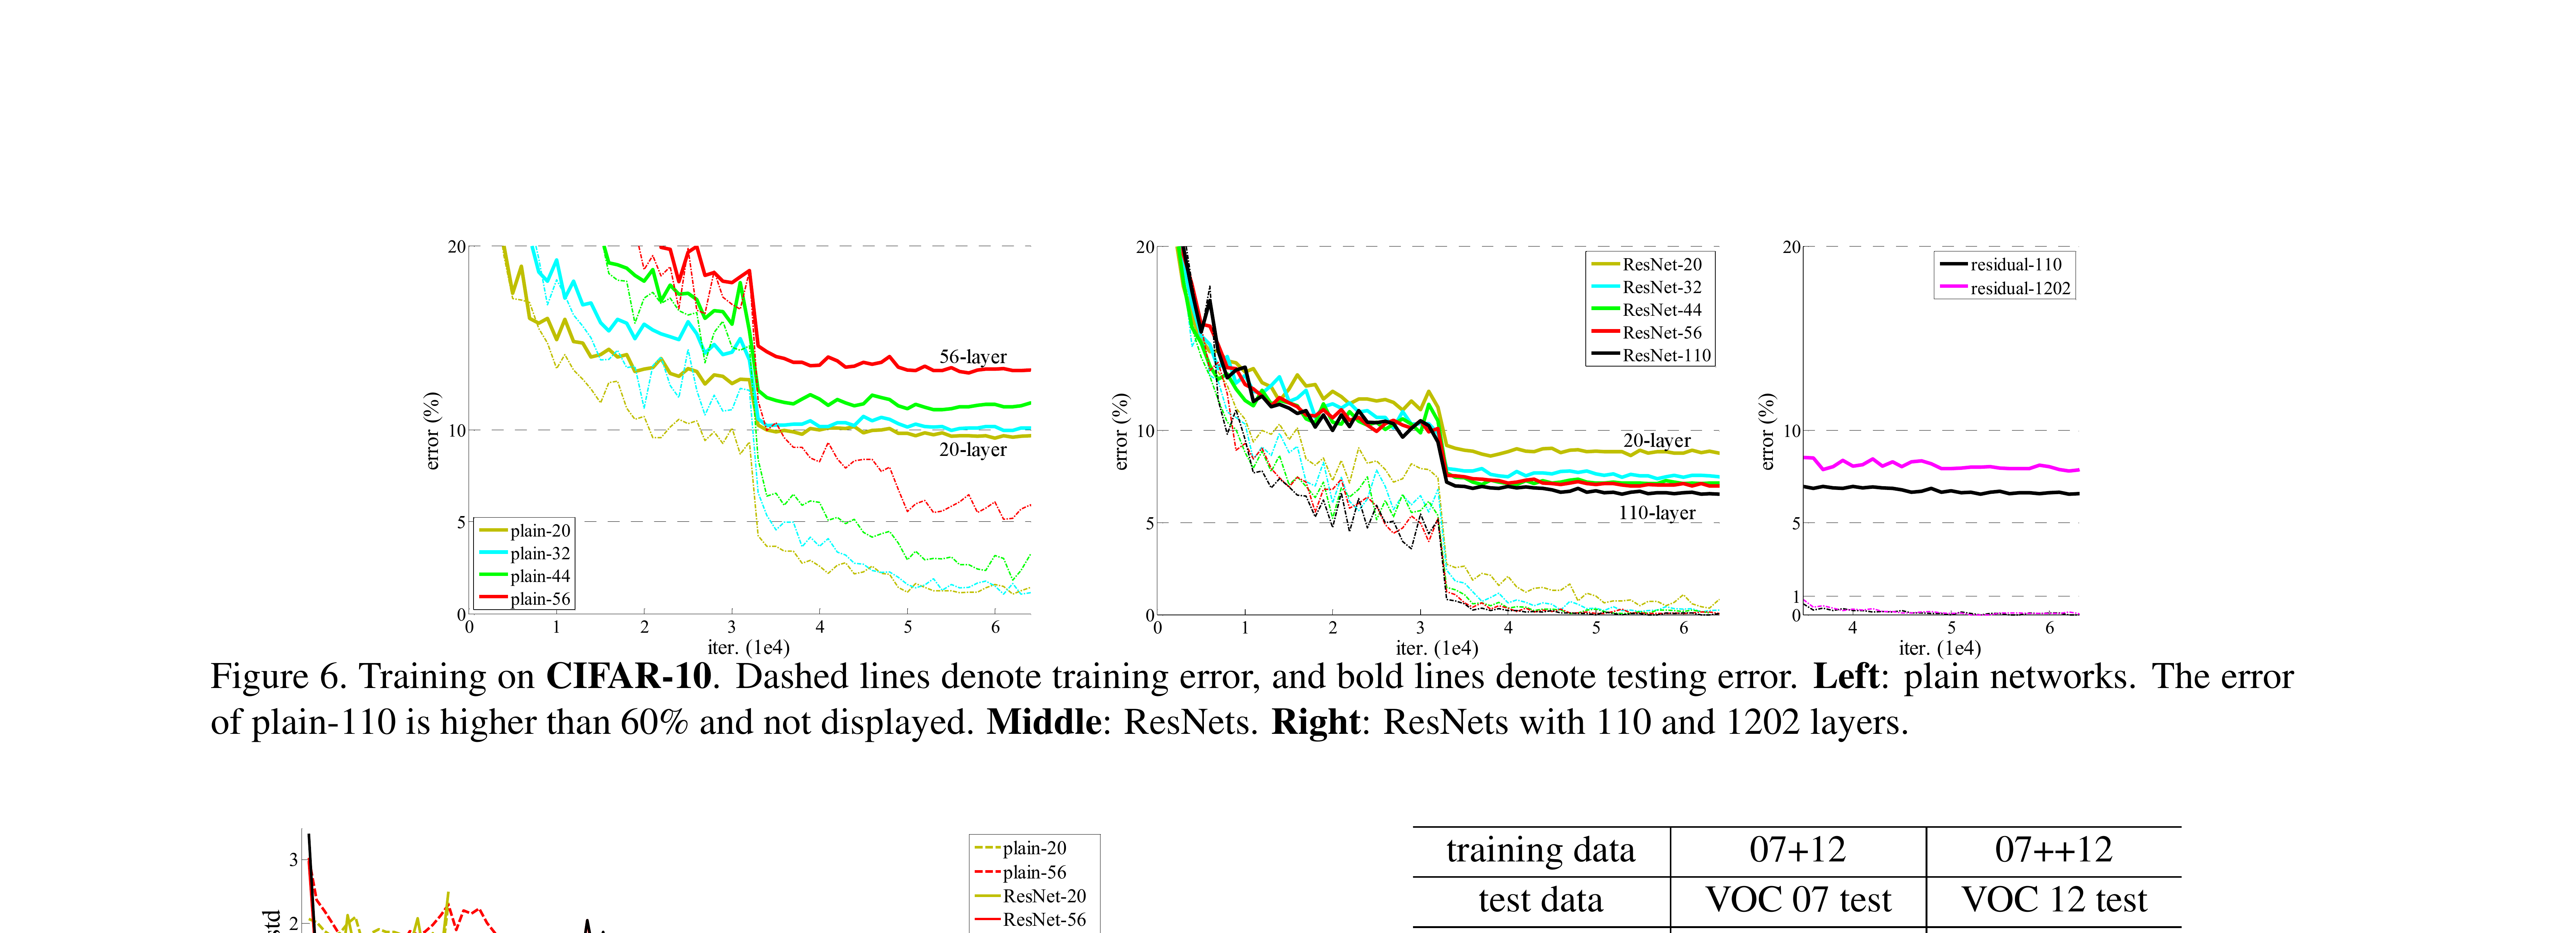 20
10
5
0
error (%)
56-layer
20-layer
plain-20
plain-32
plain-44
plain-56
0 1 2 3 4 5 6
iter. (1e4)
20
10
5
0
error (%)
ResNet-20
ResNet-32
ResNet-44
ResNet-56
ResNet-110
20-layer
110-layer
0 1 2 3 4 5 6
iter. (1e4)
20
10
5
1
0
error (%)
residual-110
residual-1202
4 5 6
iter. (1e4)
Figure 6. Training on CIFAR-10. Dashed lines denote training error, and bold lines denote testing error. Left: plain networks. The error
of plain-110 is higher than 60% and not displayed. Middle: ResNets. Right: ResNets with 110 and 1202 layers.
3
2
std
plain-20
plain-56
ResNet-20
ResNet-56
training data 07+12 07++12
test data VOC 07 test VOC 12 test